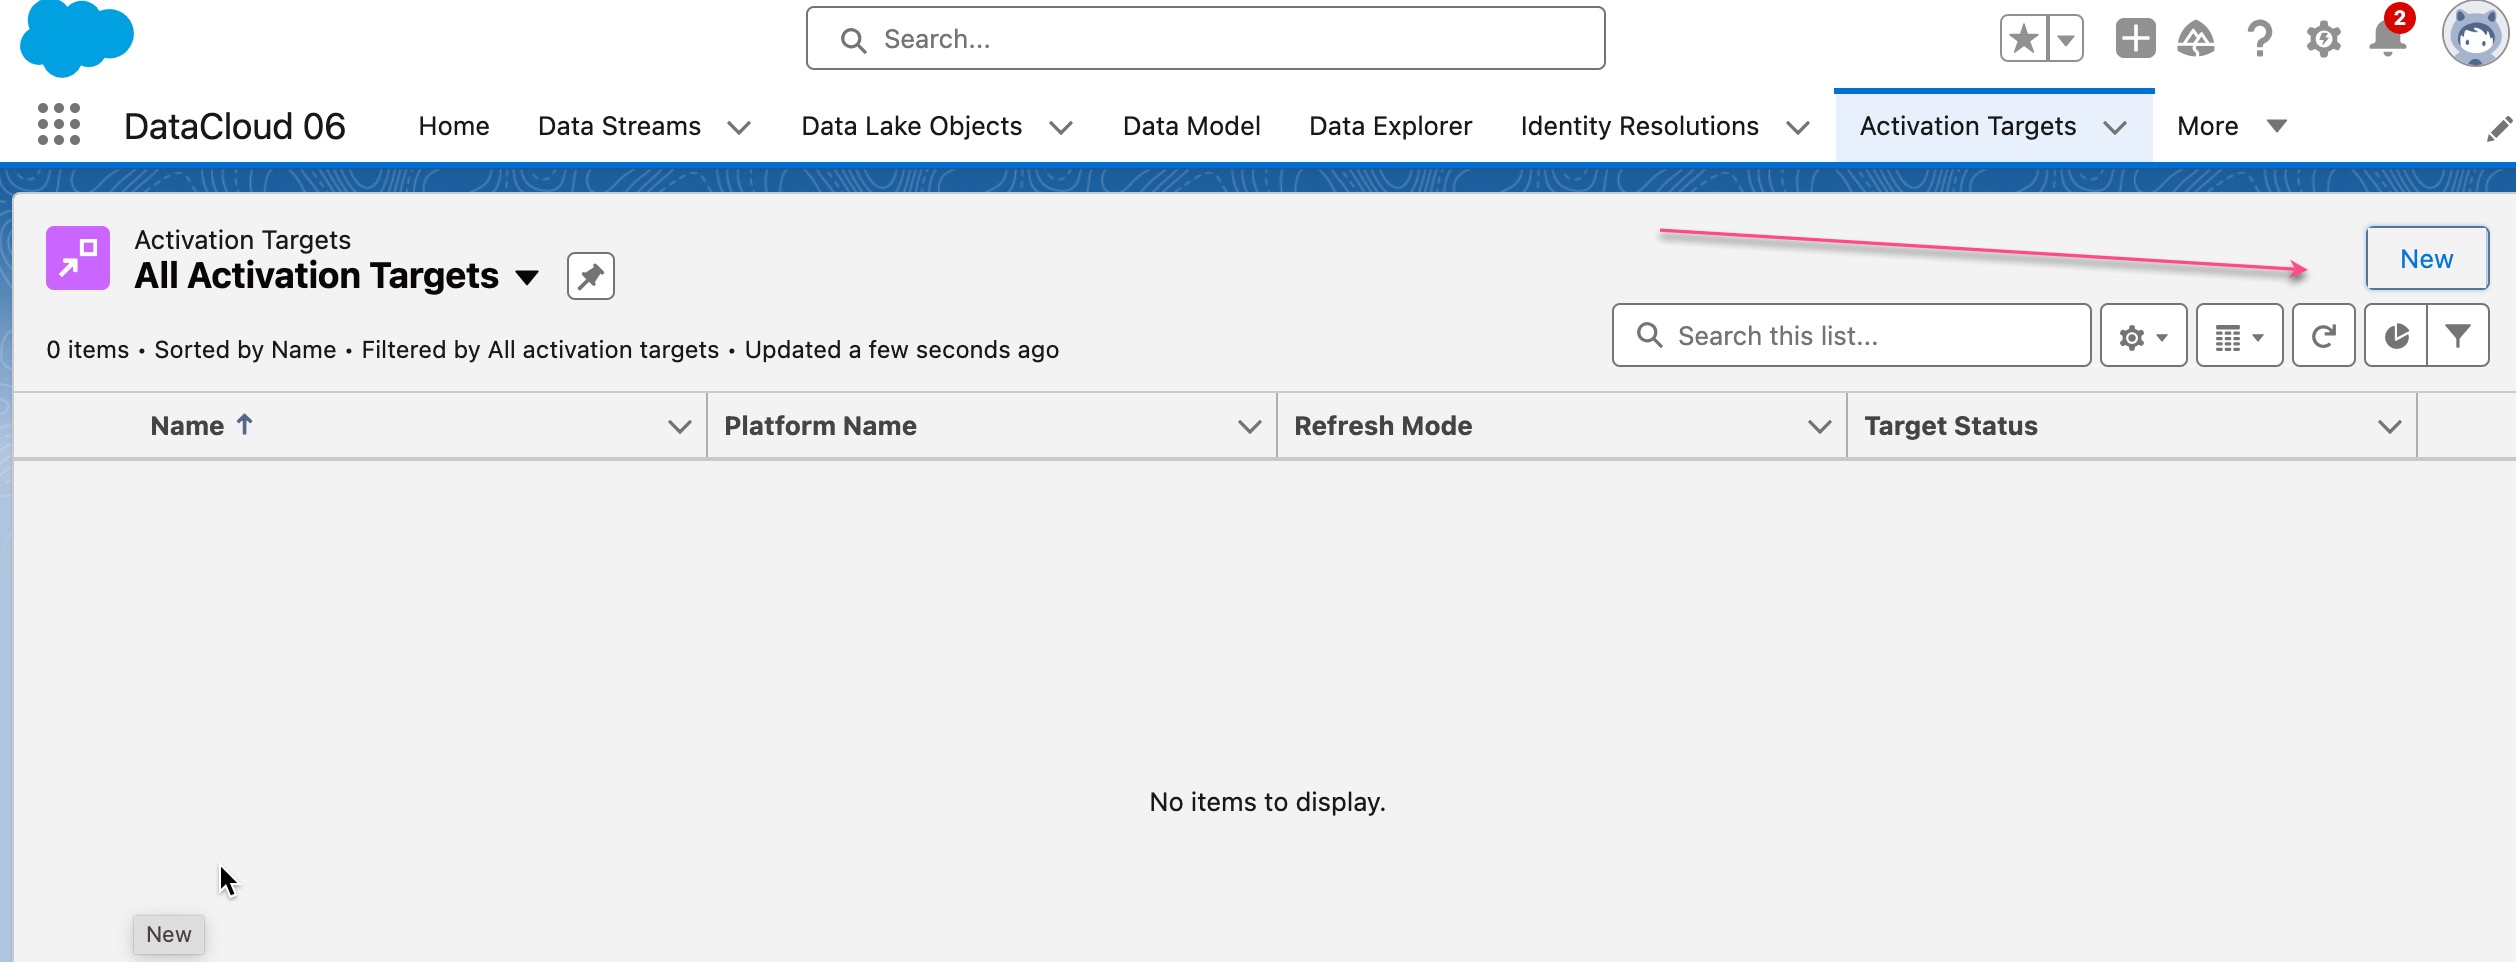 Search...
2
DataCloud 06
Home
Data Streams
Data Lake Objects
Data Model
Data Explorer
Identity Resolutions
Activation Targets
More
Activation Targets
All Activation Targets
New
0 items • Sorted by Name • Filtered by All activation targets • Updated a few seconds ago
Search this list...
Name
Platform Name
Refresh Mode
Target Status
No items to display.
New